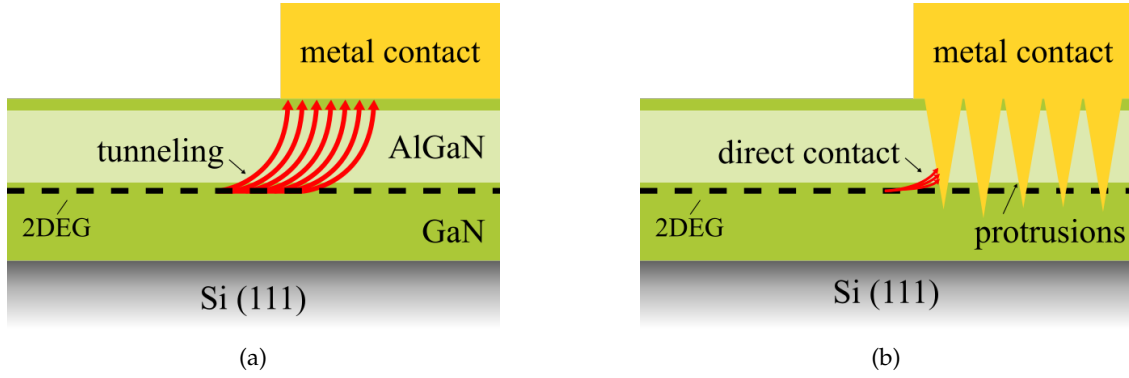 metal contact
tunneling
AlGaN
2DEG
GaN
Si (111)
(a)
metal contact
direct contact
2DEG
protrusions
Si (111)
(b)